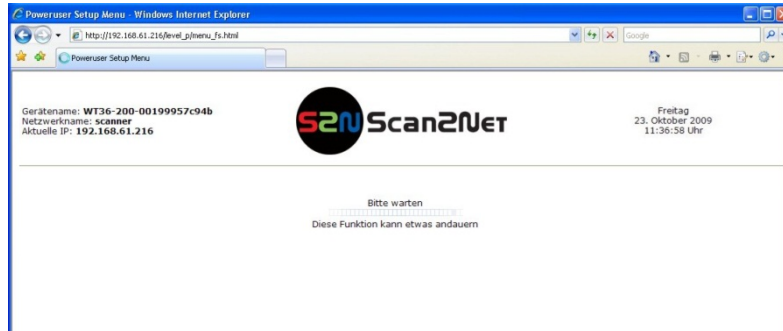 Poweruser Setup Menu - Windows Internet Explorer
http://192.168.61.216/level_p/menu_fs.html
Google
Poweruser Setup Menu
Gerätename: WT36-200-00199957c94b
Netzwerkname: scanner
Aktuelle IP: 192.168.61.216
S2N Scan2Net
Freitag
23. Oktober 2009
11:36:58 Uhr
Bitte warten
Diese Funktion kann etwas andauern